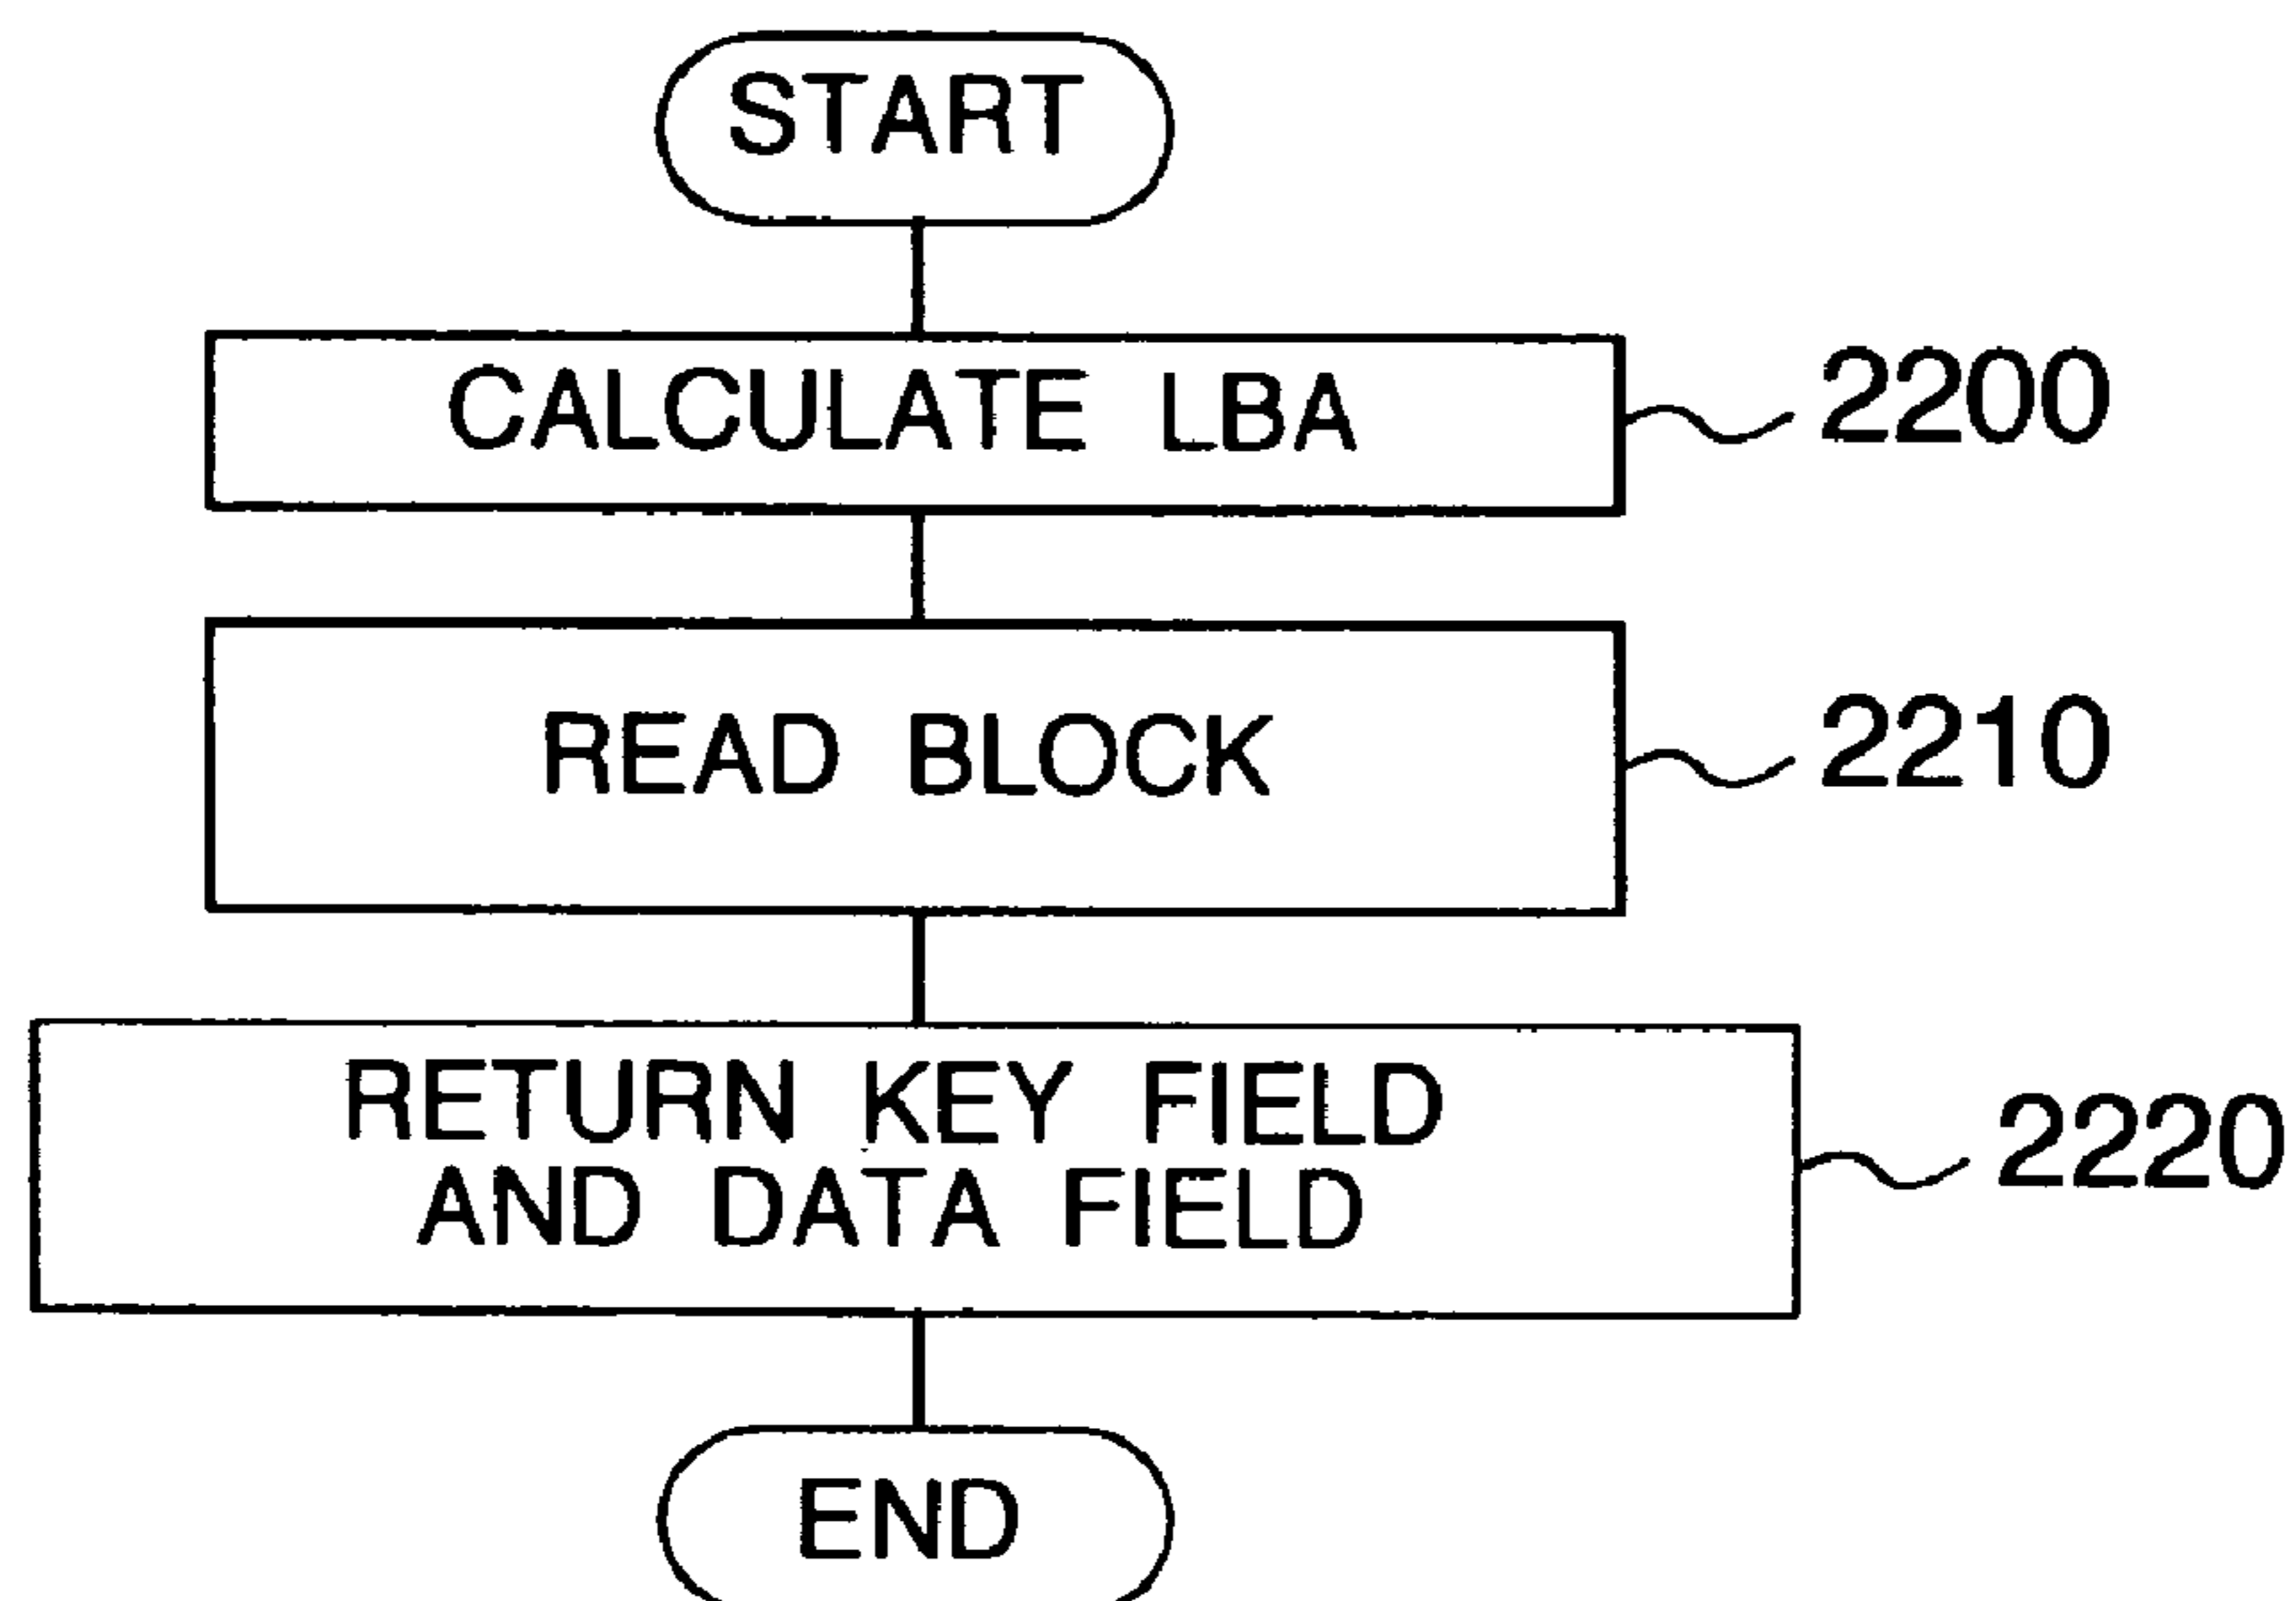 START
CALCULATE LBA
2200
READ BLOCK
2210
RETURN KEY FIELD
AND DATA FIELD
2220
END